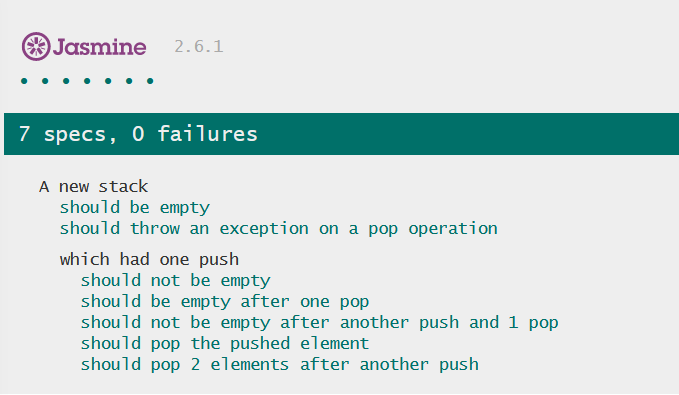 Jasmine 2.6.1
7 specs, 0 failures
A new stack
should be empty
should throw an exception on a pop operation
which had one push
should not be empty
should be empty after one pop
should not be empty after another push and 1 pop
should pop the pushed element
should pop 2 elements after another push